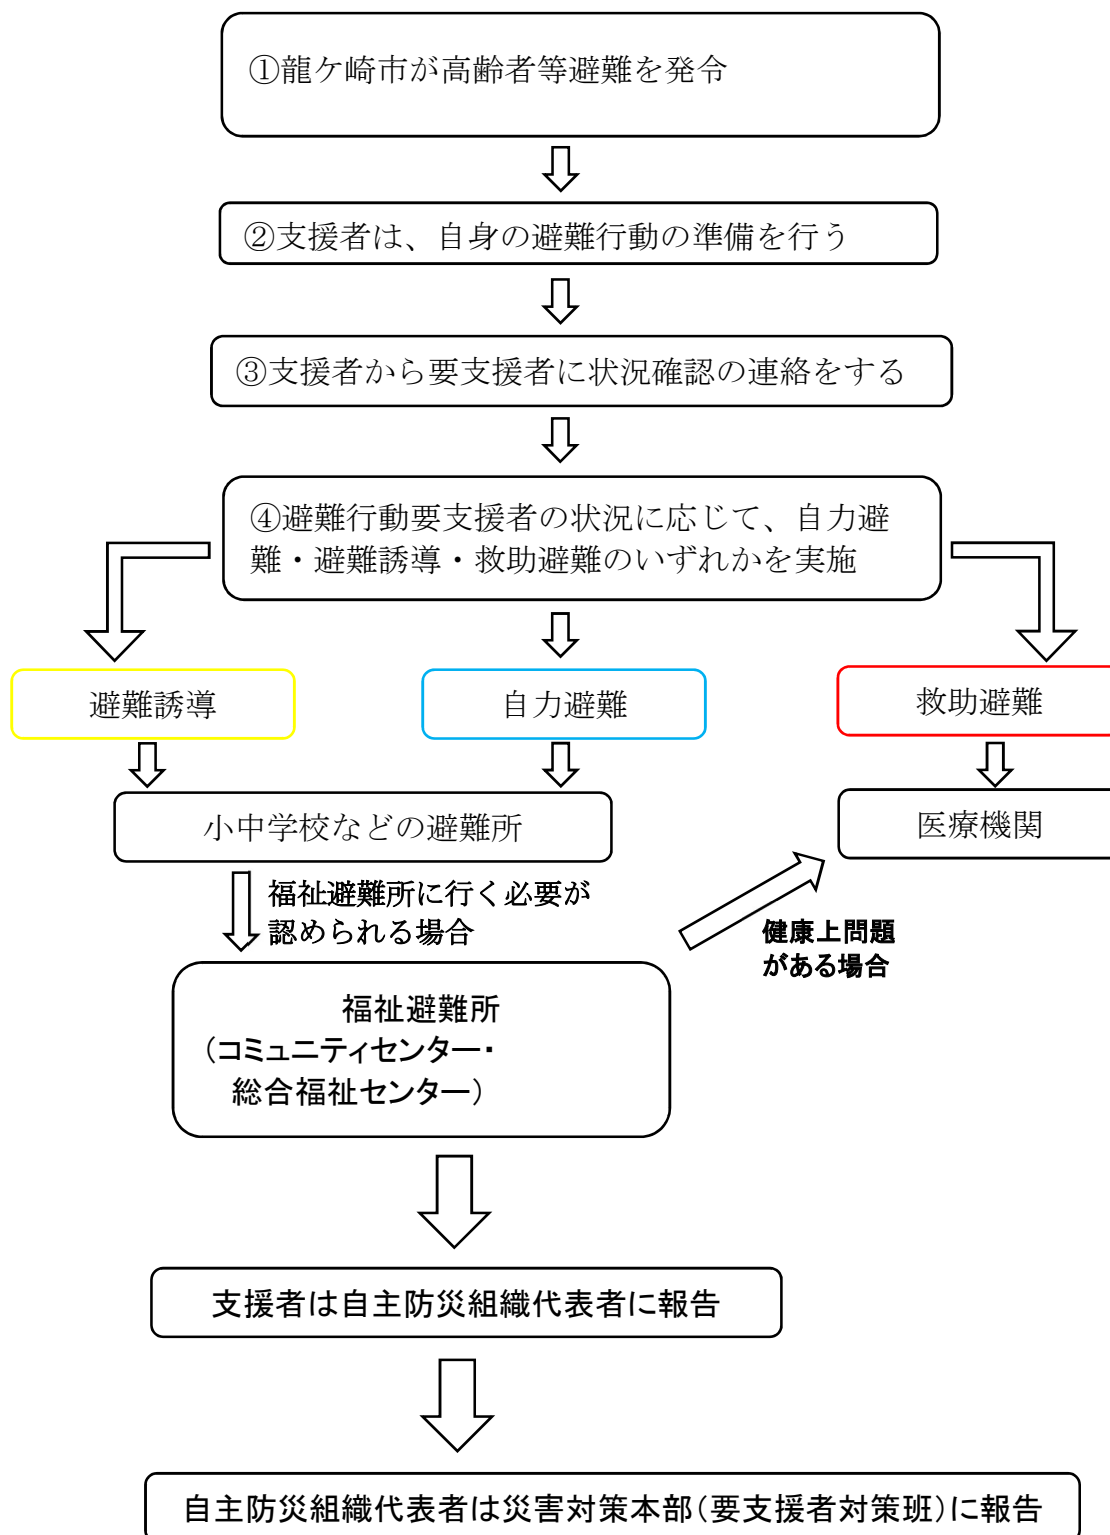 ①龍ケ崎市が高齢者等避難を発令
②支援者は、自身の避難行動の準備を行う
③支援者から要支援者に状況確認の連絡をする
④避難行動要支援者の状況に応じて、自力避
難・避難誘導・救助避難のいずれかを実施
避難誘導
自力避難
救助避難
小中学校などの避難所
医療機関
福祉避難所に行く必要が
認められる場合
健康上問題
がある場合
福祉避難所
(コミュニティセンター・
総合福祉センター)
支援者は自主防災組織代表者に報告
自主防災組織代表者は災害対策本部(要支援者対策班)に報告